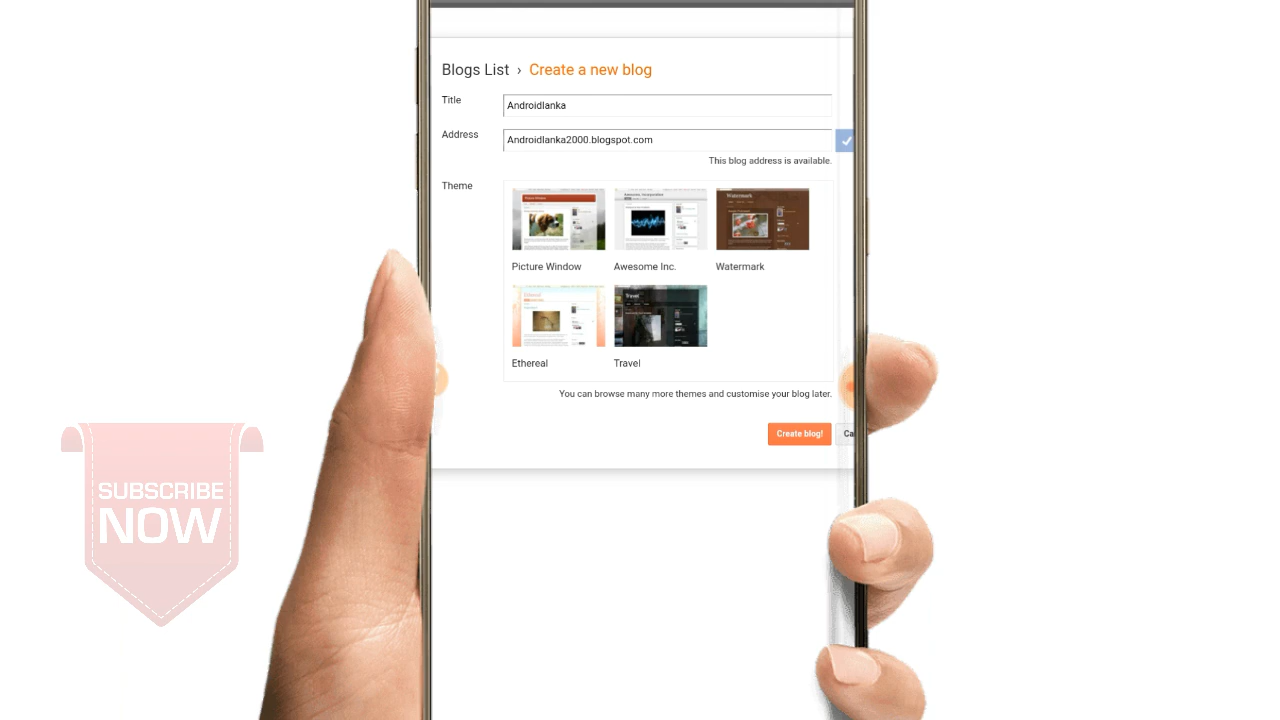 Blogs List › Create a new blog
Title
Androidlanka
Address
Androidlanka2000.blogspot.com
This blog address is available.
Theme
Picture Window
Awesome Inc.
Watermark
Ethereal
Travel
You can browse many more themes and customise your blog later.
Create blog!
Ca
SUBSCRIBE
NOW